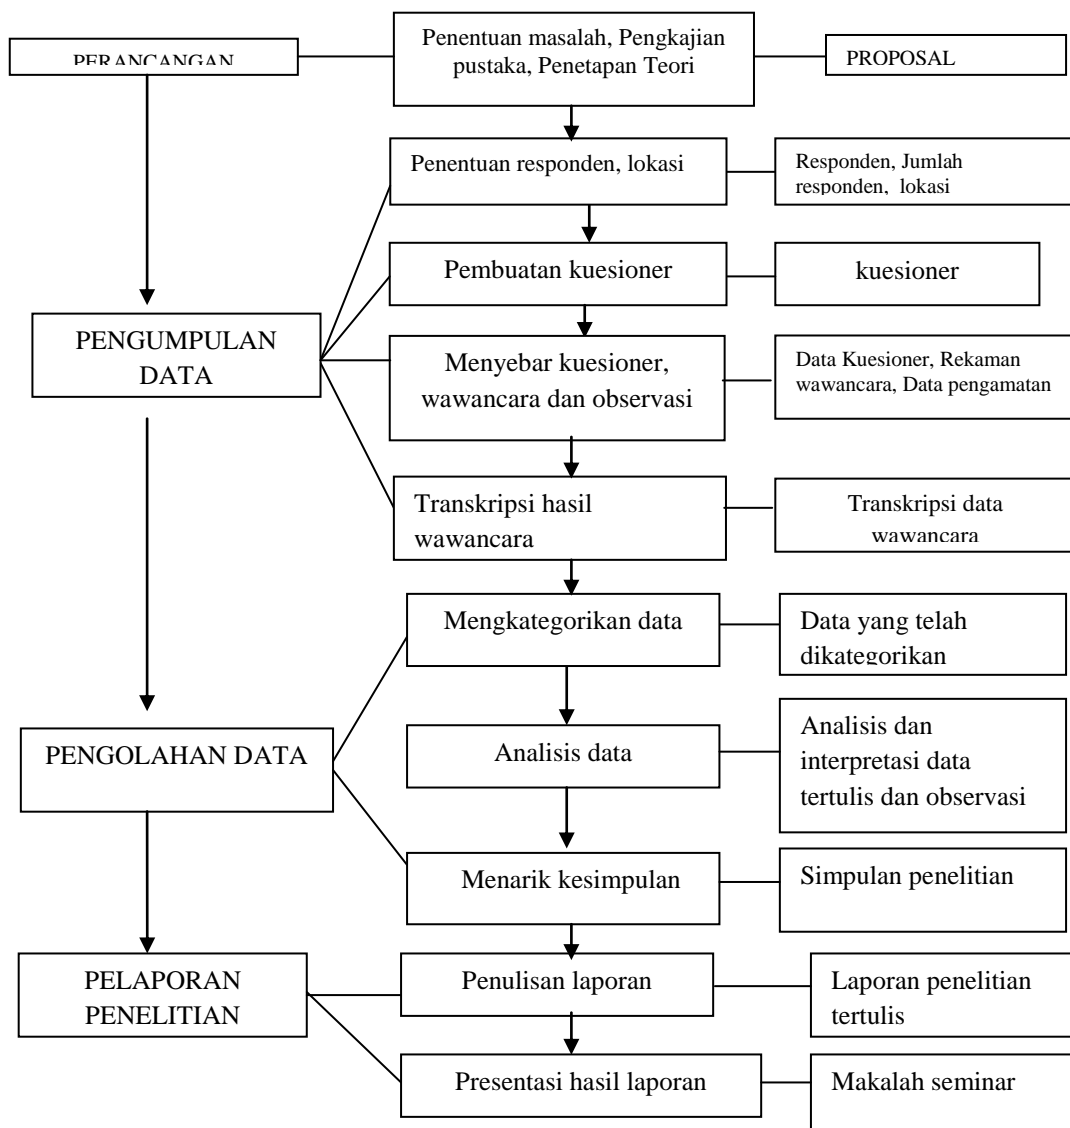 PERANCANGAN
Penentuan masalah, Pengkajian
pustaka, Penetapan Teori
PROPOSAL
Penentuan responden, lokasi
Responden, Jumlah
responden, lokasi
Pembuatan kuesioner
kuesioner
PENGUMPULAN
DATA
Menyebar kuesioner,
wawancara dan observasi
Data Kuesioner, Rekaman
wawancara, Data pengamatan
Transkripsi hasil
wawancara
Transkripsi data
wawancara
Mengkategorikan data
Data yang telah
dikategorikan
PENGOLAHAN DATA
Analisis data
Analisis dan
interpretasi data
tertulis dan observasi
Menarik kesimpulan
Simpulan penelitian
PELAPORAN
PENELITIAN
Penulisan laporan
Laporan penelitian
tertulis
Presentasi hasil laporan
Makalah seminar